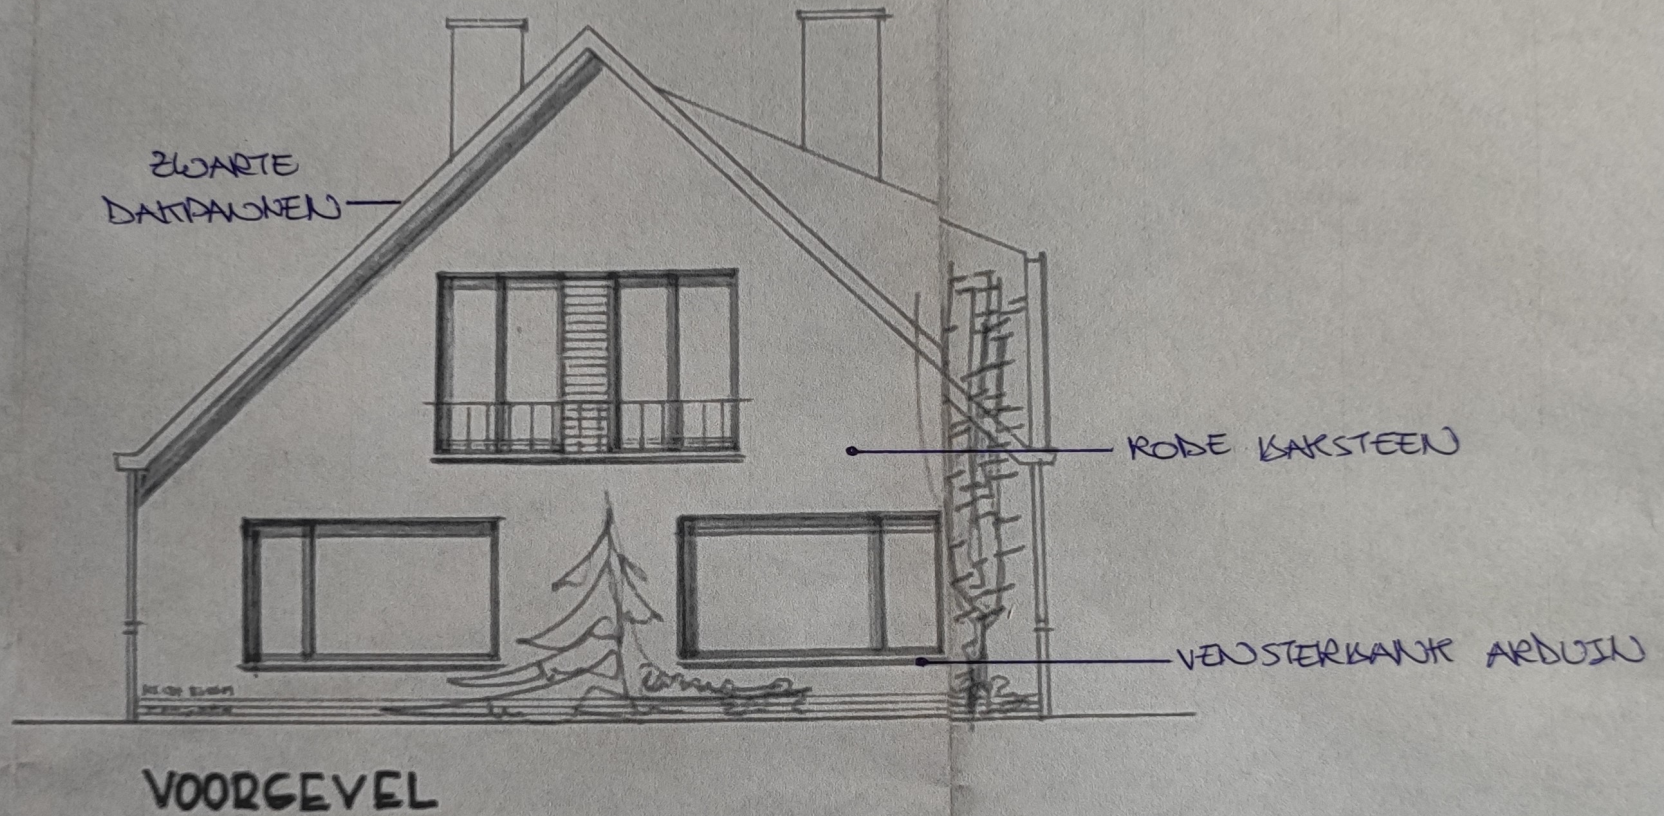 ZWARTE
DAKPANNEN
RODE BAKSTEEN
VENSTERBANK ARDUIN
VOORGEVEL